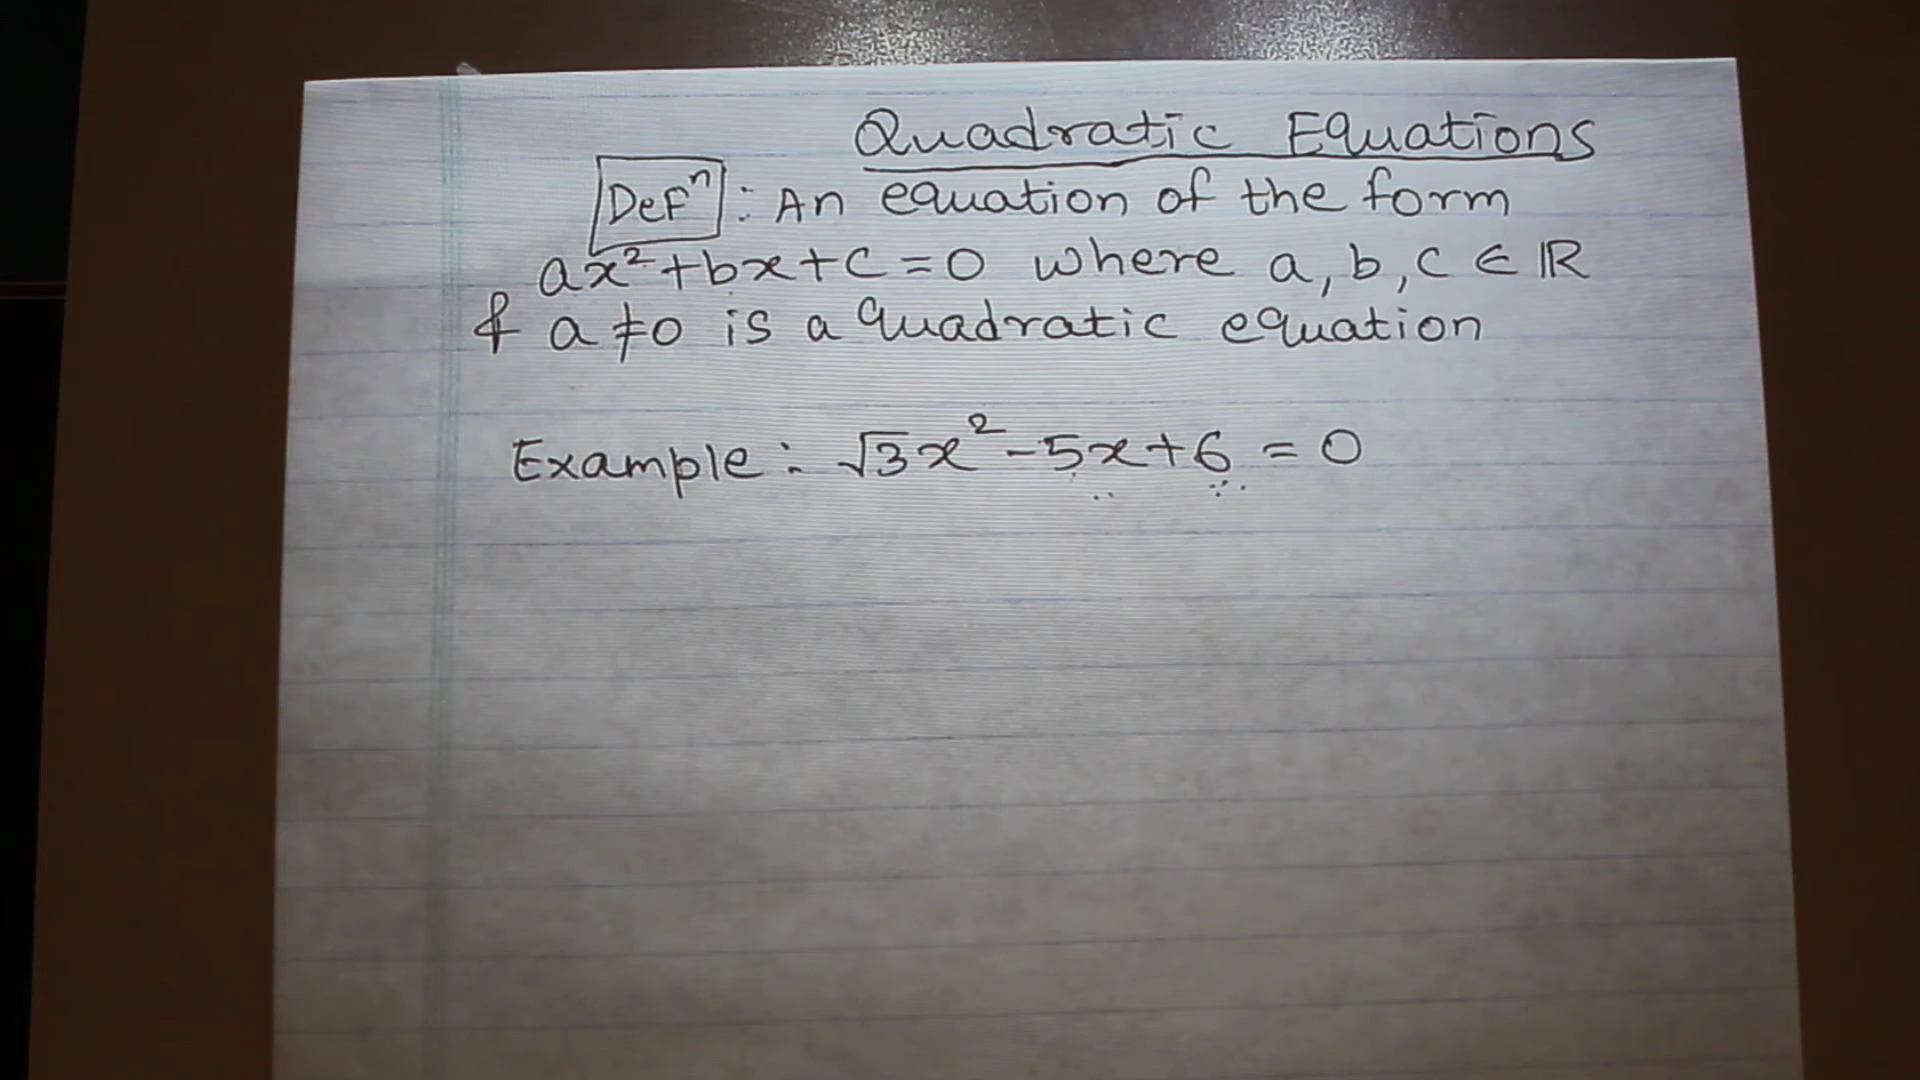 Quadratic Equations
Defⁿ : An equation of the form
ax²+bx+c=0 where a,b,c ∈ ℝ
& a≠0 is a quadratic equation
Example: √3x²-5x+6=0